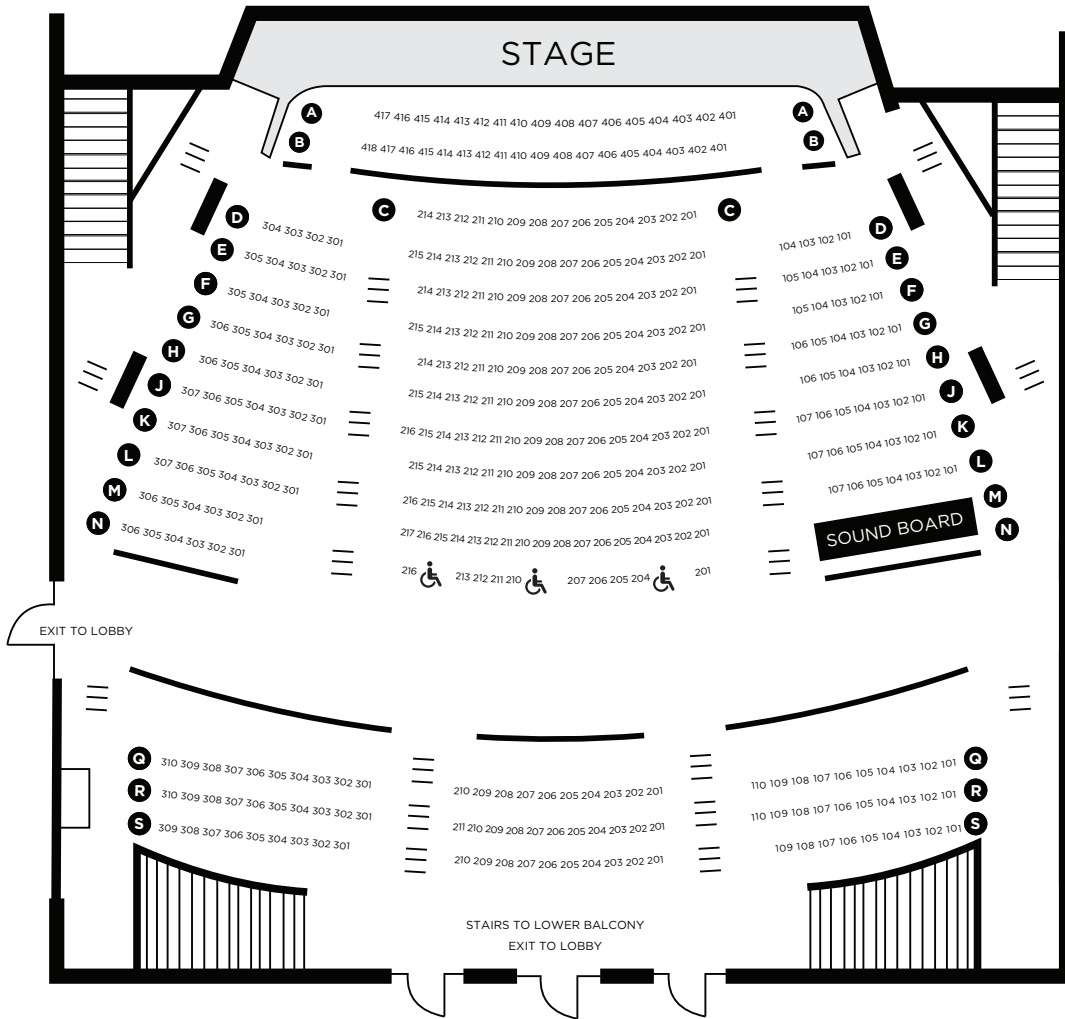 STAGE
A 417 416 415 414 413 412 411 410 409 408 407 406 405 404 403 402 401 A
B 418 417 416 415 414 413 412 411 410 409 408 407 406 405 404 403 402 401 B
C 214 213 212 211 210 209 208 207 206 205 204 203 202 201 C
D 304 303 302 301 215 214 213 212 211 210 209 208 207 206 205 204 203 202 201 104 103 102 101 D
E 305 304 303 302 301 214 213 212 211 210 209 208 207 206 205 204 203 202 201 105 104 103 102 101 E
F 305 304 303 302 301 215 214 213 212 211 210 209 208 207 206 205 204 203 202 201 105 104 103 102 101 F
G 306 305 304 303 302 301 214 213 212 211 210 209 208 207 206 205 204 203 202 201 106 105 104 103 102 101 G
H 306 305 304 303 302 301 215 214 213 212 211 210 209 208 207 206 205 204 203 202 201 106 105 104 103 102 101 H
J 307 306 305 304 303 302 301 216 215 214 213 212 211 210 209 208 207 206 205 204 203 202 201 107 106 105 104 103 102 101 J
K 307 306 305 304 303 302 301 215 214 213 212 211 210 209 208 207 206 205 204 203 202 201 107 106 105 104 103 102 101 K
L 307 306 305 304 303 302 301 216 215 214 213 212 211 210 209 208 207 206 205 204 203 202 201 107 106 105 104 103 102 101 L
M 306 305 304 303 302 301 217 216 215 214 213 212 211 210 209 208 207 206 205 204 203 202 201 M
N 306 305 304 303 302 301 216 213 212 211 210 207 206 205 204 201 N
SOUND BOARD
EXIT TO LOBBY
Q 310 309 308 307 306 305 304 303 302 301 210 209 208 207 206 205 204 203 202 201 110 109 108 107 106 105 104 103 102 101 Q
R 310 309 308 307 306 305 304 303 302 301 211 210 209 208 207 206 205 204 203 202 201 110 109 108 107 106 105 104 103 102 101 R
S 309 308 307 306 305 304 303 302 301 210 209 208 207 206 205 204 203 202 201 109 108 107 106 105 104 103 102 101 S
STAIRS TO LOWER BALCONY
EXIT TO LOBBY